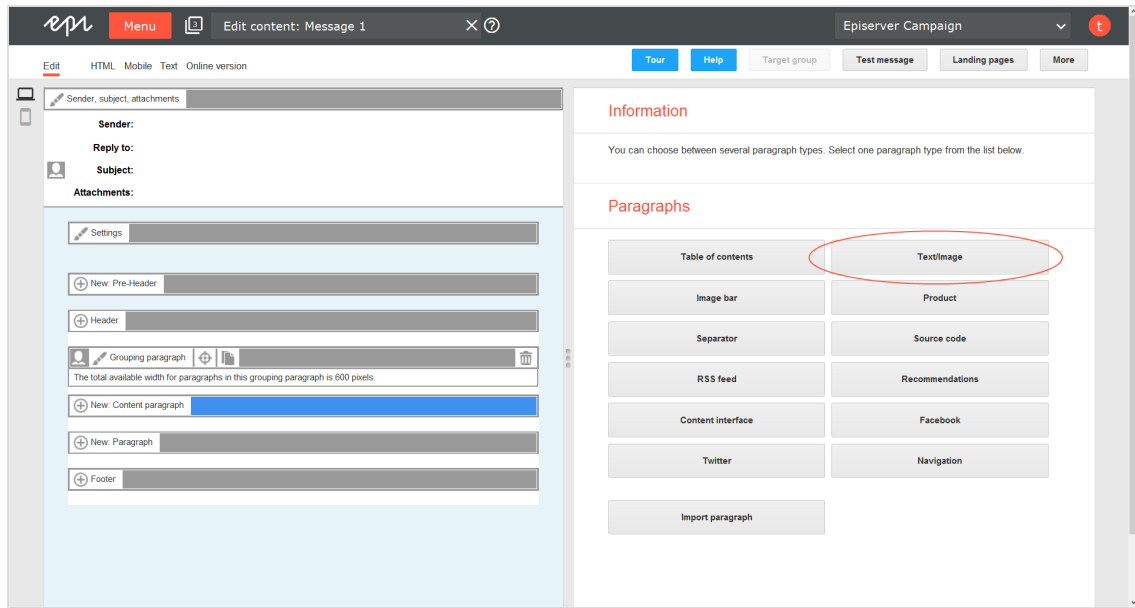 epi Menu 3 Edit content: Message 1 Episerver Campaign t
Edit HTML Mobile Text Online version Tour Help Target group Test message Landing pages More
Sender, subject, attachments
Sender:
Reply to:
Subject:
Attachments:
Settings
New: Pre-Header
Header
Grouping paragraph
The total available width for paragraphs in this grouping paragraph is 600 pixels.
New: Content paragraph
New: Paragraph
Footer
Information
You can choose between several paragraph types. Select one paragraph type from the list below.
Paragraphs
Table of contents Text/Image
Image bar Product
Separator Source code
RSS feed Recommendations
Content interface Facebook
Twitter Navigation
Import paragraph